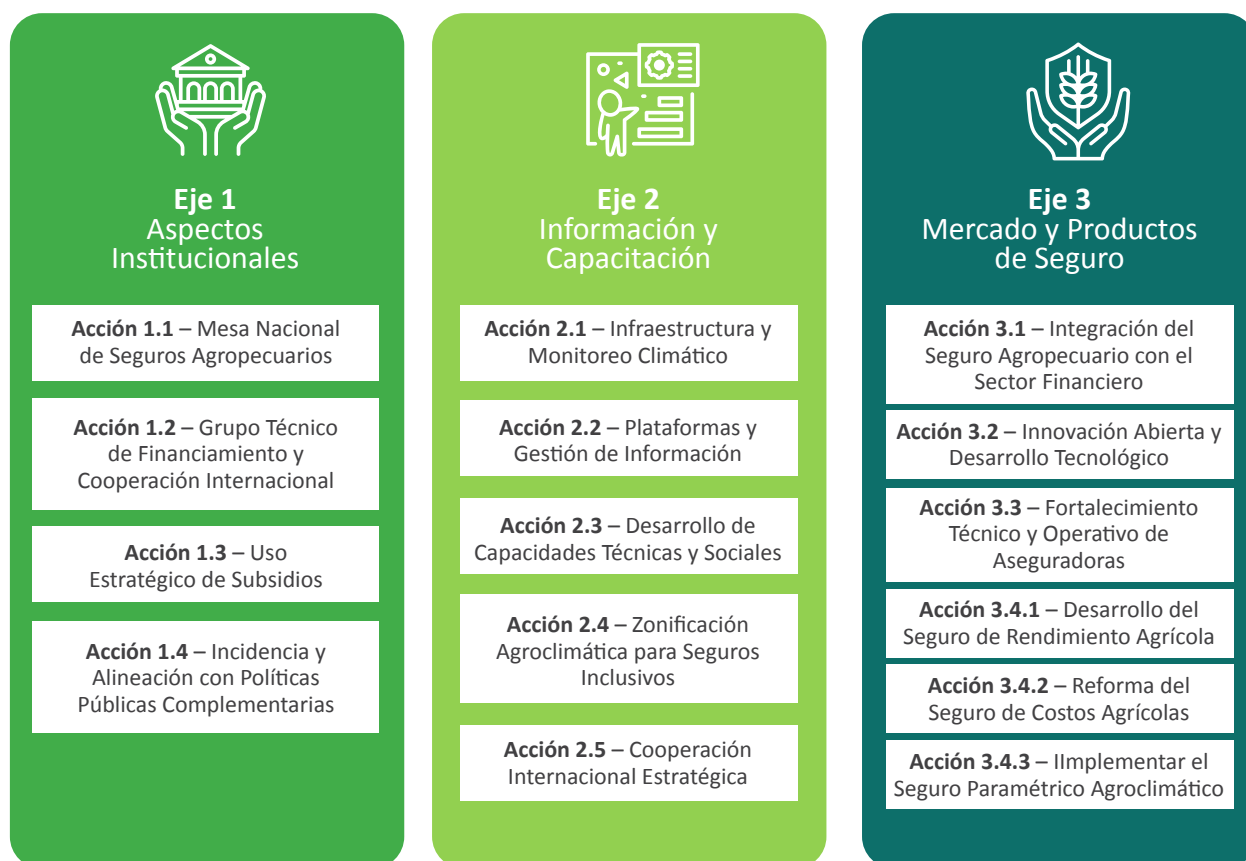 Eje 1
Aspectos
Institucionales
Acción 1.1 – Mesa Nacional
de Seguros Agropecuarios
Acción 1.2 – Grupo Técnico
de Financiamiento y
Cooperación Internacional
Acción 1.3 – Uso
Estratégico de Subsidios
Acción 1.4 – Incidencia y
Alineación con Políticas
Públicas Complementarias
Eje 2
Información y
Capacitación
Acción 2.1 – Infraestructura y
Monitoreo Climático
Acción 2.2 – Plataformas y
Gestión de Información
Acción 2.3 – Desarrollo de
Capacidades Técnicas y Sociales
Acción 2.4 – Zonificación
Agroclimática para Seguros
Inclusivos
Acción 2.5 – Cooperación
Internacional Estratégica
Eje 3
Mercado y Productos
de Seguro
Acción 3.1 – Integración del
Seguro Agropecuario con el
Sector Financiero
Acción 3.2 – Innovación Abierta y
Desarrollo Tecnológico
Acción 3.3 – Fortalecimiento
Técnico y Operativo de
Aseguradoras
Acción 3.4.1 – Desarrollo del
Seguro de Rendimiento Agrícola
Acción 3.4.2 – Reforma del
Seguro de Costos Agrícolas
Acción 3.4.3 – IImplementar el
Seguro Paramétrico Agroclimático